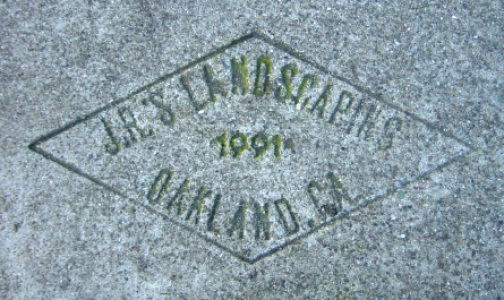 J.R.'S LANDSCAPING
1991
OAKLAND, CA